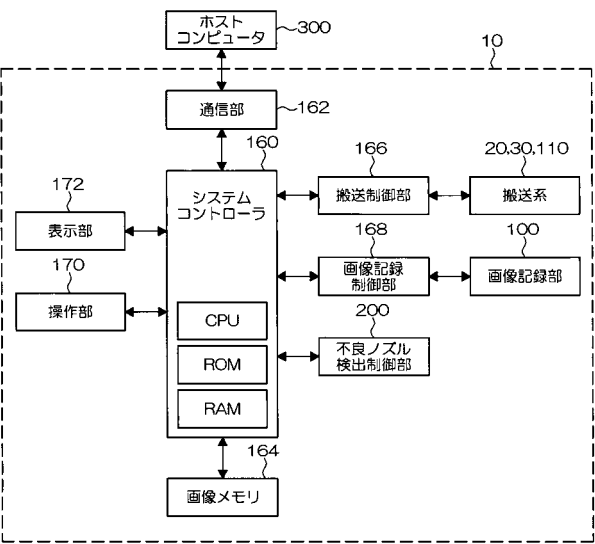 ホスト
コンピュータ
300
10
通信部
162
160
システム
コントローラ
CPU
ROM
RAM
172
表示部
170
操作部
166
搬送制御部
20,30,110
搬送系
168
画像記録
制御部
100
画像記録部
200
不良ノズル
検出制御部
164
画像メモリ